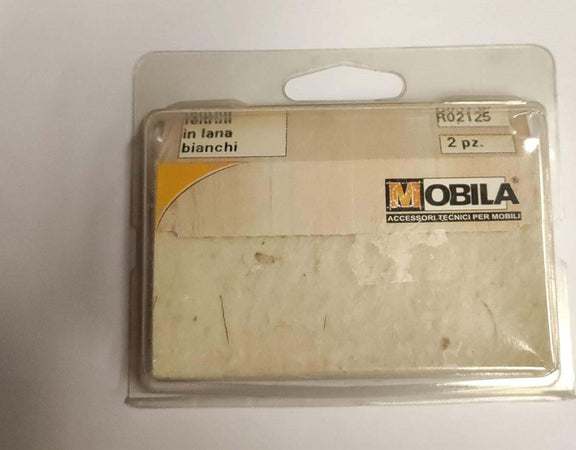 in lana
bianchi
R02125
2 pz.
MOBILA®
ACCESSORI TECNICI PER MOBILI